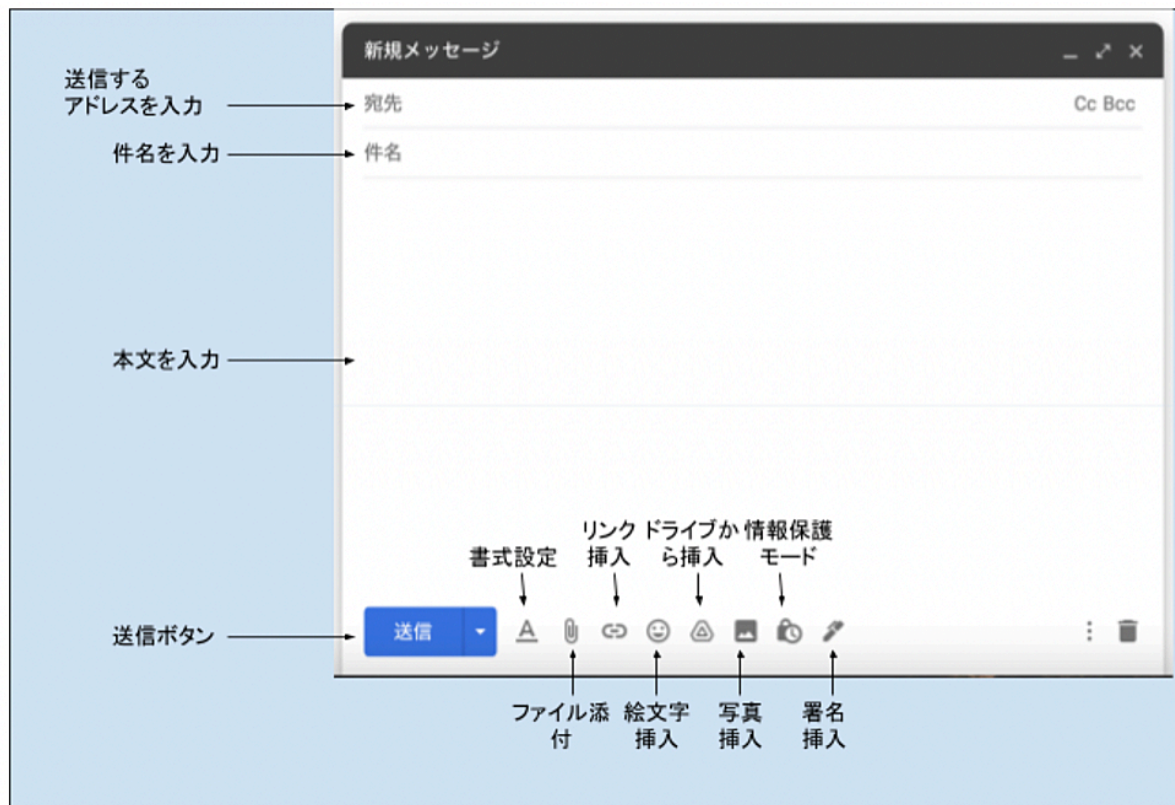 新規メッセージ
送信する
アドレスを入力
宛先
Cc Bcc
件名を入力
件名
本文を入力
リンク
挿入
ドライブか
ら挿入
情報保護
モード
書式設定
送信ボタン
送信
ファイル添
付
絵文字
挿入
写真
挿入
署名
挿入